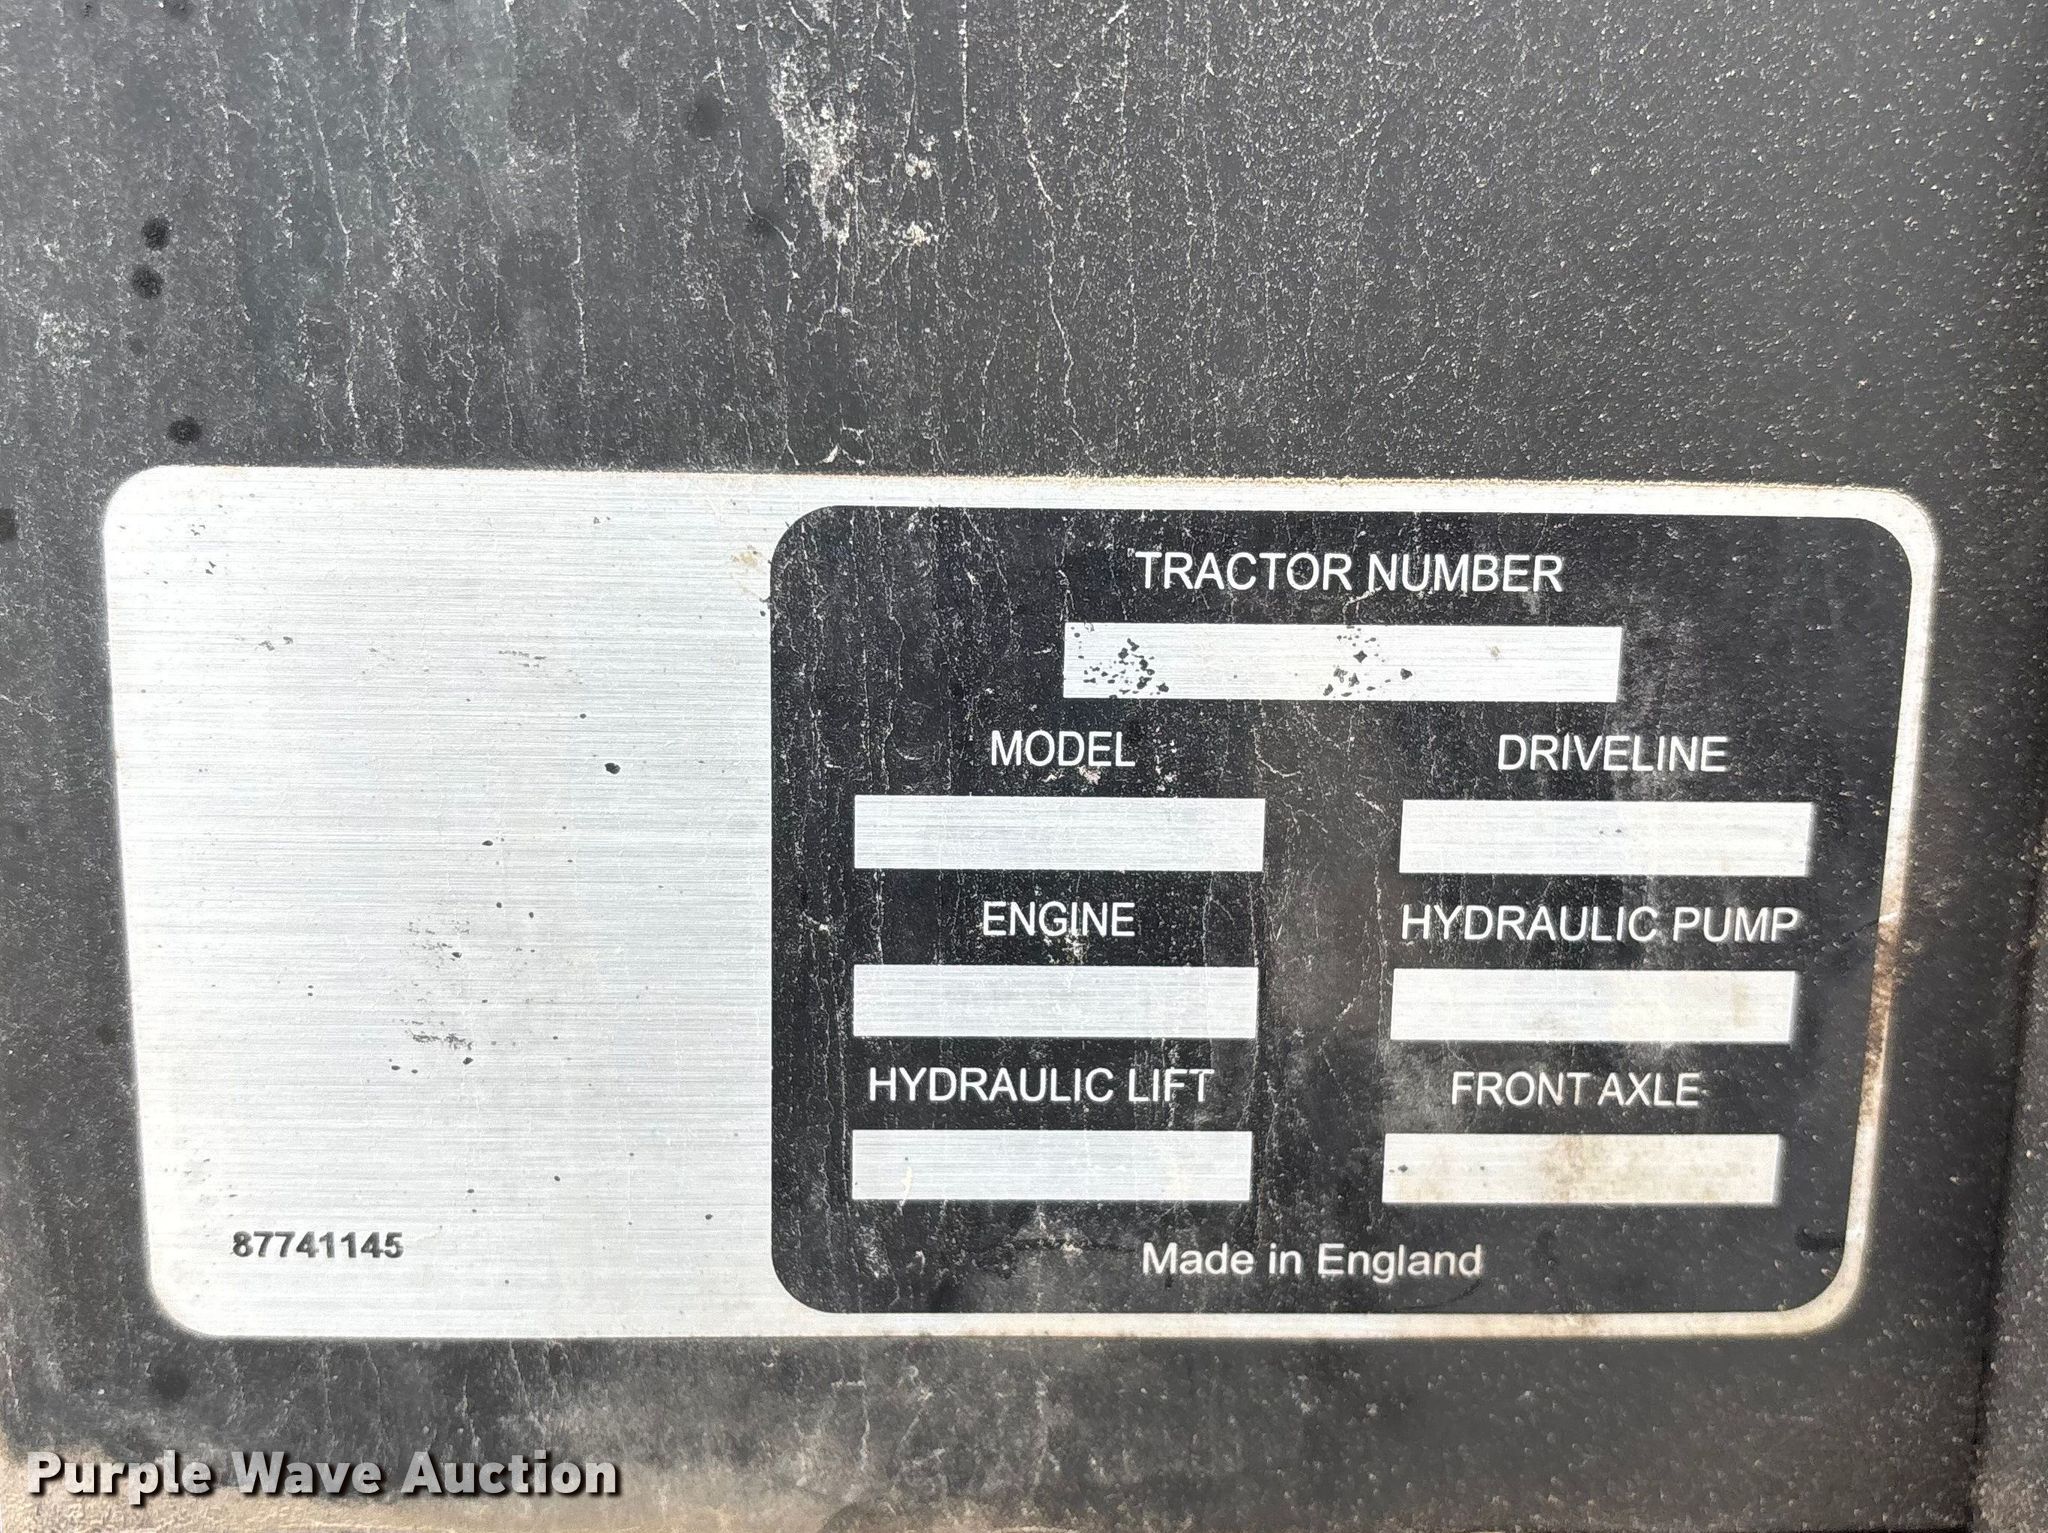 TRACTOR NUMBER
MODEL
DRIVELINE
ENGINE
HYDRAULIC PUMP
HYDRAULIC LIFT
FRONT AXLE
87741145
Made in England
Purple Wave Auction